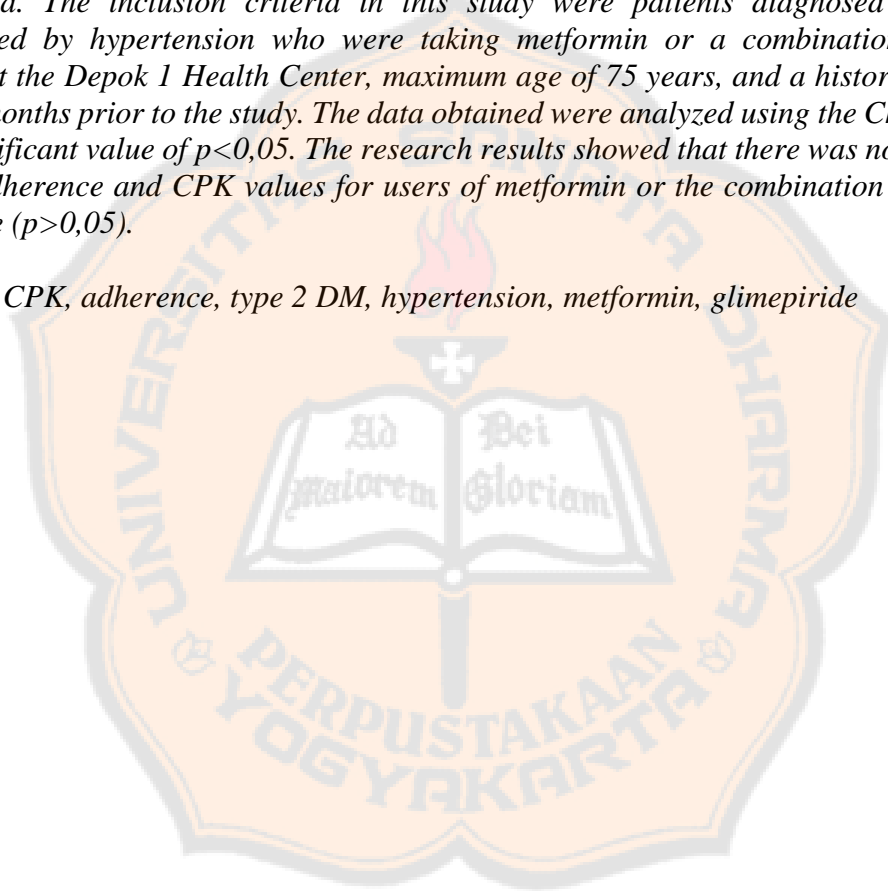 a. The inclusion criteria in this study were patients diagnosed
ed by hypertension who were taking metformin or a combination
t the Depok 1 Health Center, maximum age of 75 years, and a histor
onths prior to the study. The data obtained were analyzed using the C
ificant value of p<0,05. The research results showed that there was no
dherence and CPK values for users of metformin or the combination
e (p>0,05).
CPK, adherence, type 2 DM, hypertension, metformin, glimepiride
UNIVERSITAS SANATA DHARMA
Ad Maiorem
Dei Gloriam
PERPUSTAKAAN
YOGYAKARTA